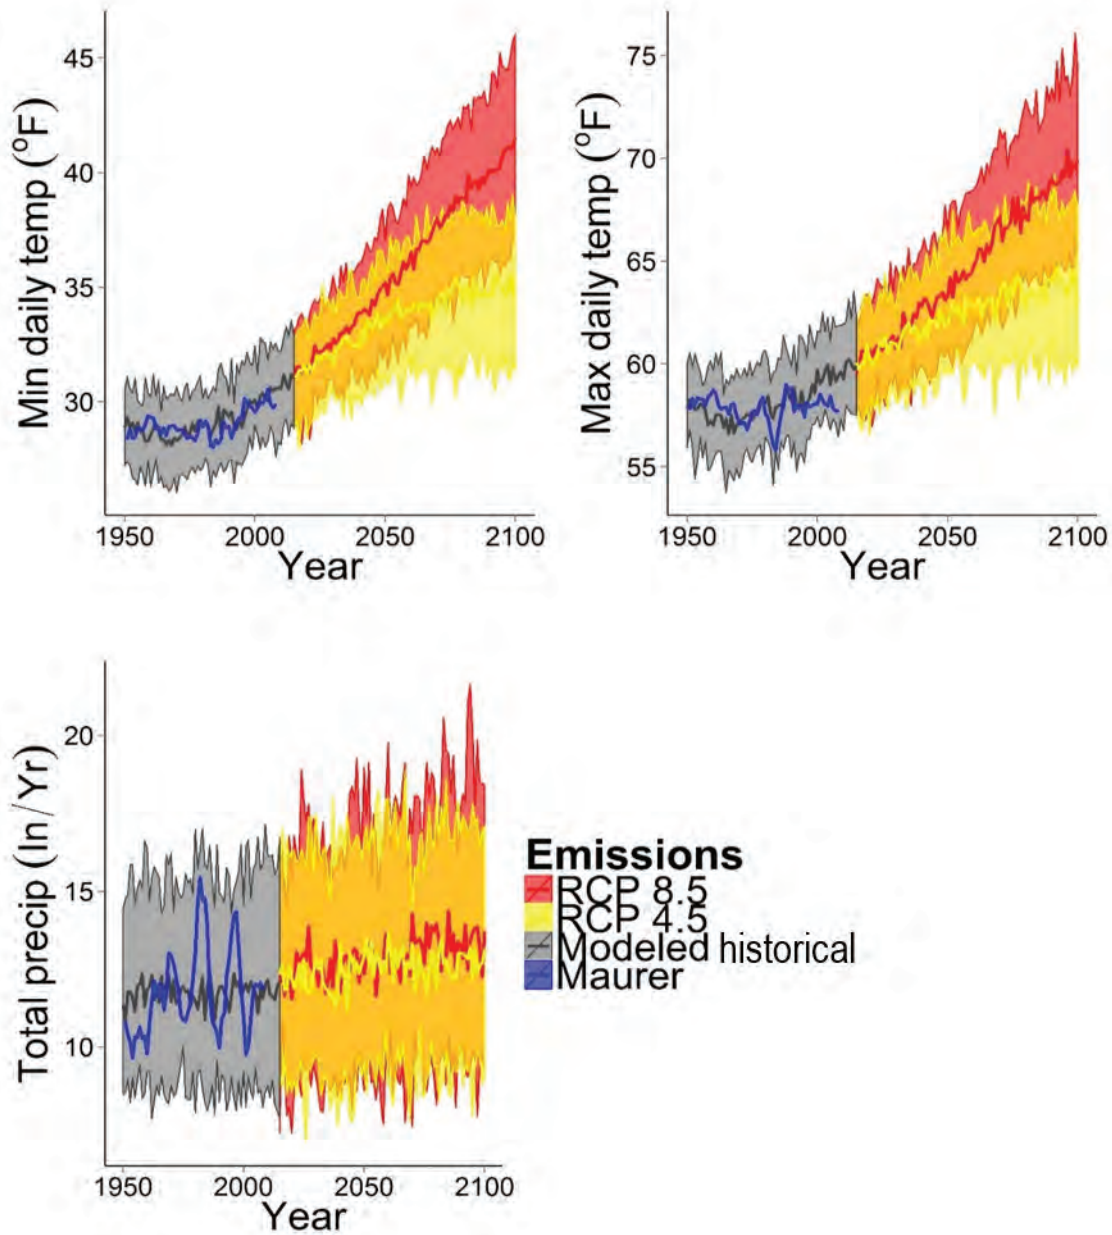 Min daily temp (°F)
45
40
35
30
1950 2000 2050 2100
Year
Max daily temp (°F)
75
70
65
60
55
1950 2000 2050 2100
Year
Total precip (In/Yr)
20
15
10
1950 2000 2050 2100
Year
Emissions
RCP 8.5
RCP 4.5
Modeled historical
Maurer